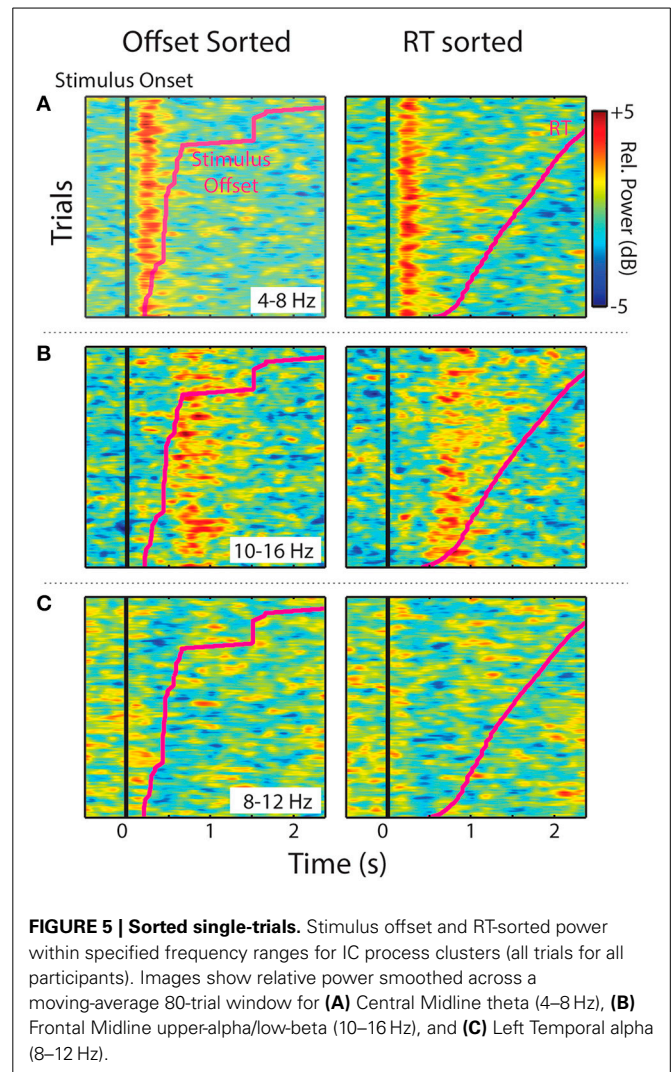 Offset Sorted
RT sorted
Stimulus Onset
A
Trials
Stimulus
Offset
4-8 Hz
RT
+5
Rel. Power (dB)
-5
B
10-16 Hz
C
8-12 Hz
0 1 2
0 1 2
Time (s)
FIGURE 5 | Sorted single-trials. Stimulus offset and RT-sorted power
within specified frequency ranges for IC process clusters (all trials for all
participants). Images show relative power smoothed across a
moving-average 80-trial window for (A) Central Midline theta (4–8 Hz), (B)
Frontal Midline upper-alpha/low-beta (10–16 Hz), and (C) Left Temporal alpha
(8–12 Hz).